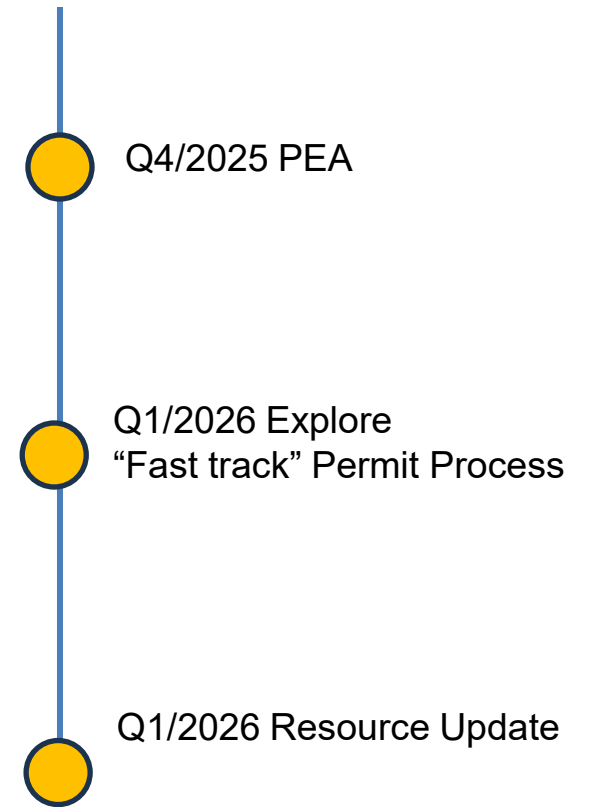 Q4/2025 PEA
Q1/2026 Explore
“Fast track” Permit Process
Q1/2026 Resource Update